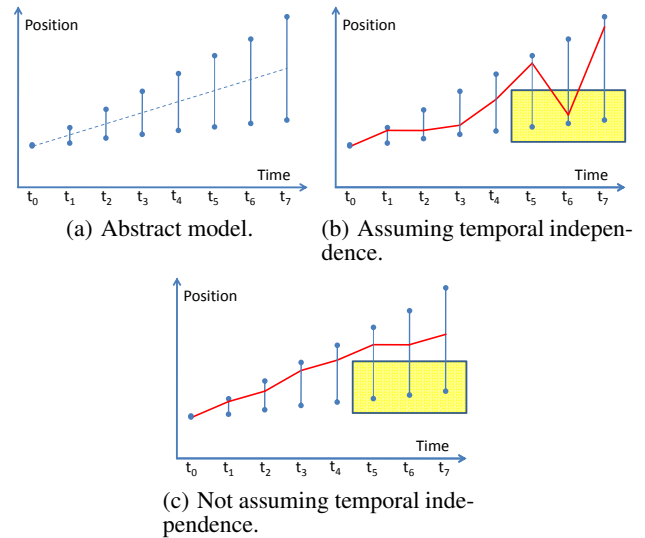 Position
Time
t0 t1 t2 t3 t4 t5 t6 t7
(a) Abstract model.
Position
Time
t0 t1 t2 t3 t4 t5 t6 t7
(b) Assuming temporal indepen-
dence.
Position
Time
t0 t1 t2 t3 t4 t5 t6 t7
(c) Not assuming temporal inde-
pendence.